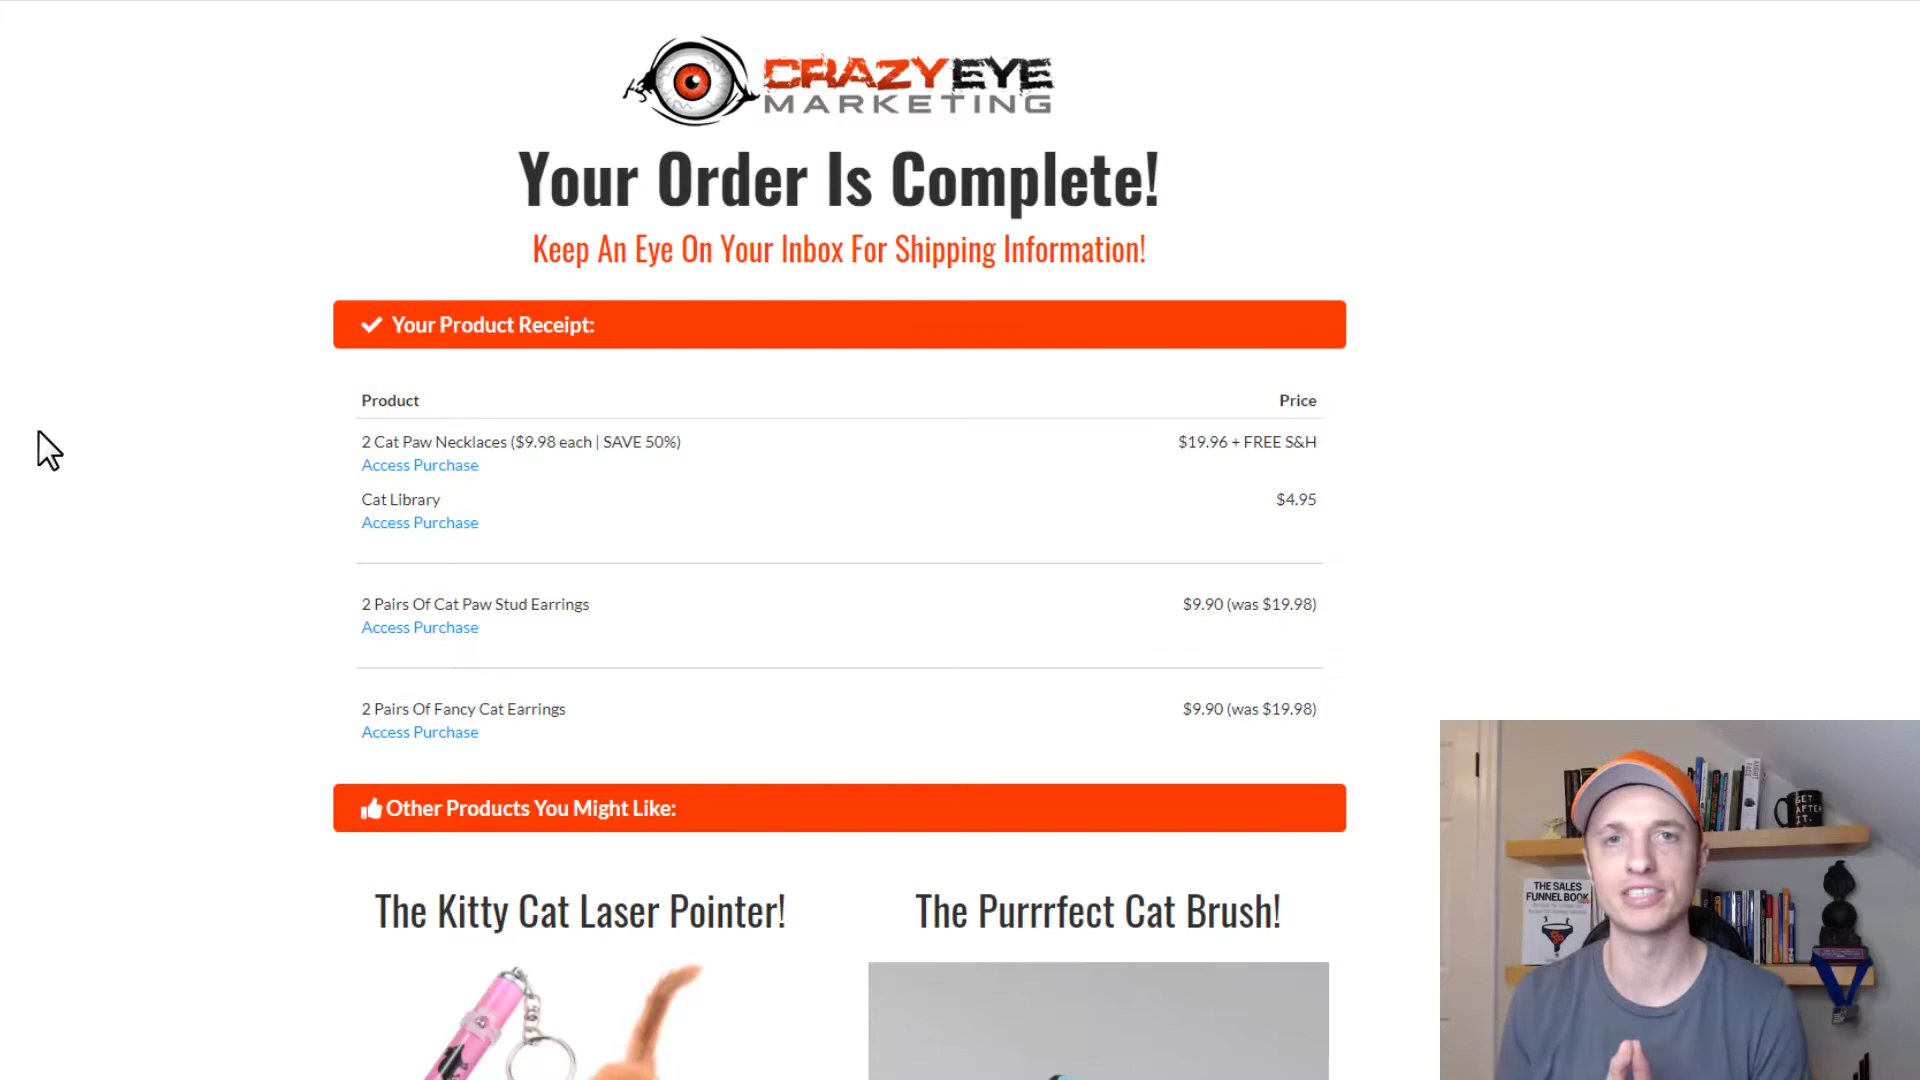 CRAZYEYE
MARKETING
Your Order Is Complete!
Keep An Eye On Your Inbox For Shipping Information!
Your Product Receipt:
Product Price
2 Cat Paw Necklaces ($9.98 each | SAVE 50%) $19.96 + FREE S&H
Access Purchase
Cat Library $4.95
Access Purchase
2 Pairs Of Cat Paw Stud Earrings $9.90 (was $19.98)
Access Purchase
2 Pairs Of Fancy Cat Earrings $9.90 (was $19.98)
Access Purchase
Other Products You Might Like:
The Kitty Cat Laser Pointer! The Purrrfect Cat Brush!
GET
AFTER
IT.
THE SALES
FUNNEL BOOK